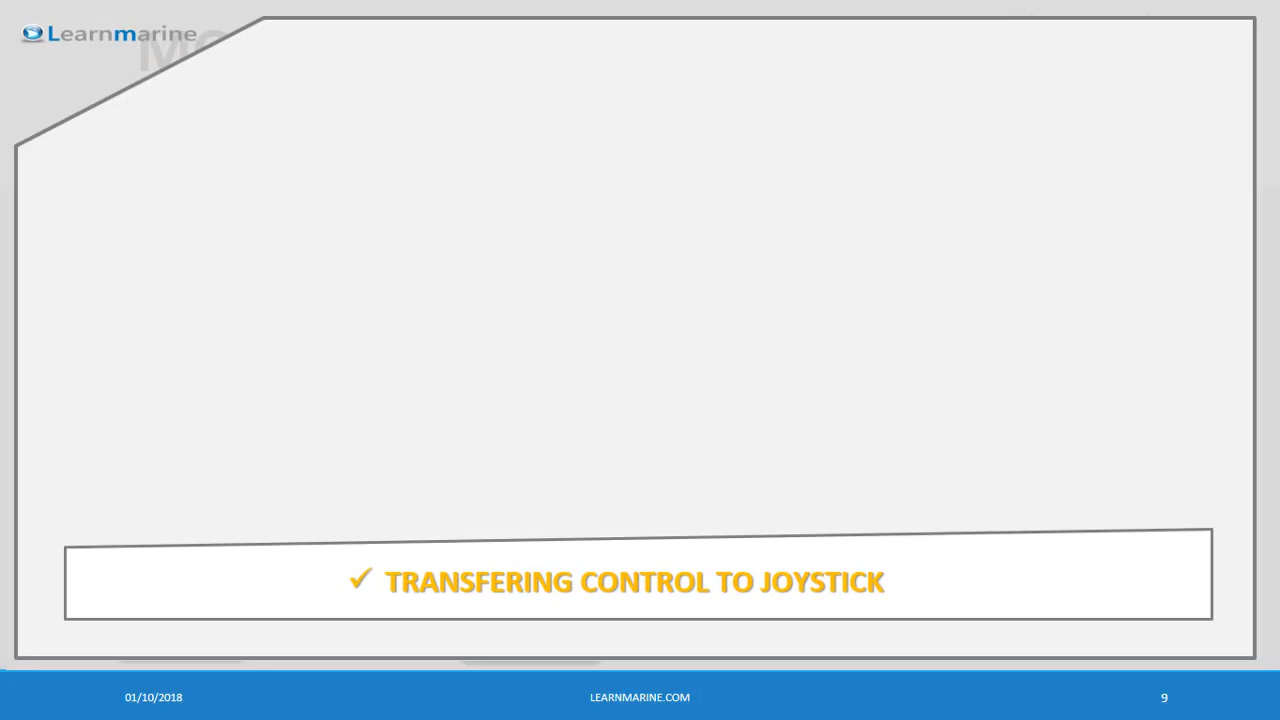 Learnmarine
✓ TRANSFERING CONTROL TO JOYSTICK
01/10/2018
LEARNMARINE.COM
9